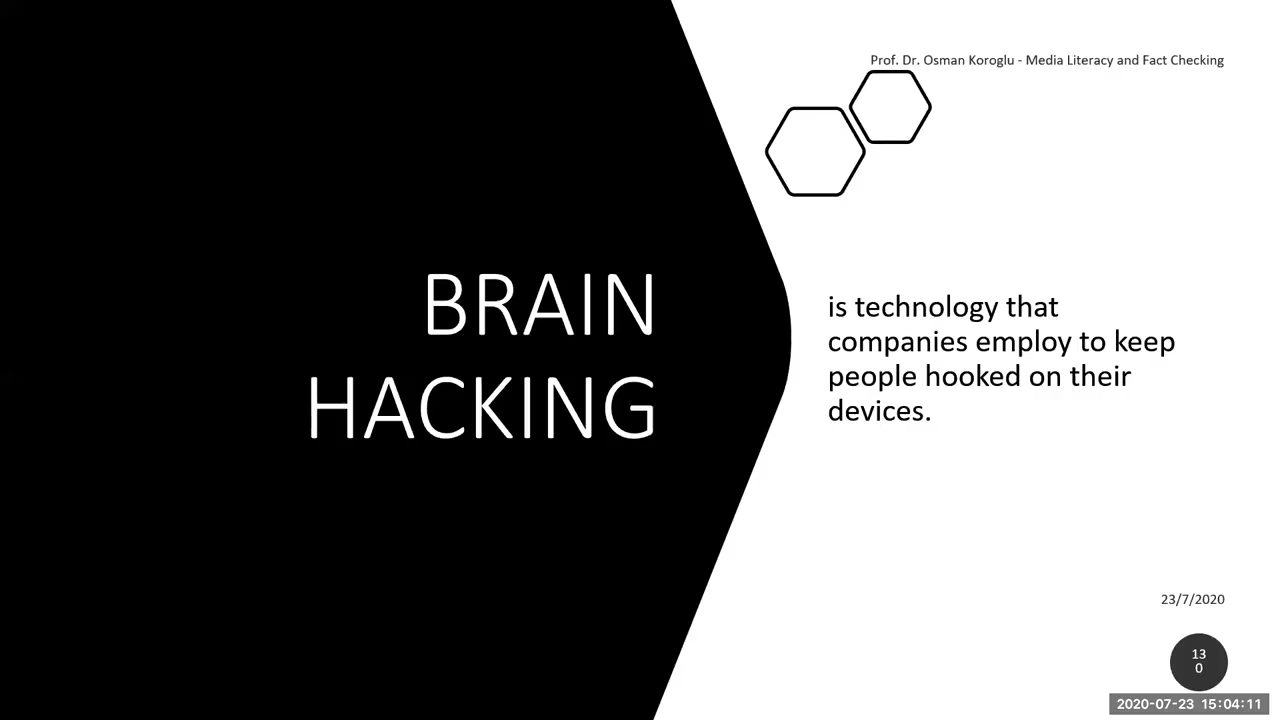 Prof. Dr. Osman Koroglu - Media Literacy and Fact Checking
BRAIN
HACKING
is technology that
companies employ to keep
people hooked on their
devices.
23/7/2020
13
0
2020-07-23 15:04:11